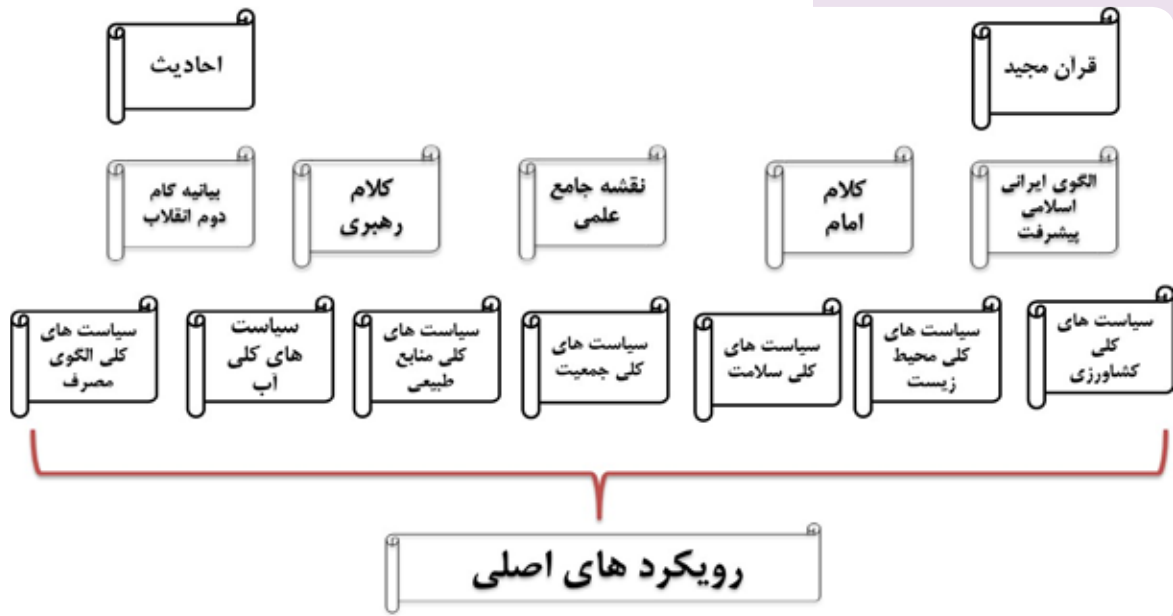 قرآن مجید
احادیث
الگوی ایرانی
اسلامی
پیشرفت
کلام
امام
نقشه جامع
علمی
کلام
رهبری
بیانیه گام
دوم انقلاب
سیاست های
کلی
کشاورزی
سیاست های
کلی محیط
زیست
سیاست های
کلی سلامت
سیاست های
کلی جمعیت
سیاست های
کلی منابع
طبیعی
سیاست
های کلی
آب
سیاست های
کلی الگوی
مصرف
رویکرد های اصلی